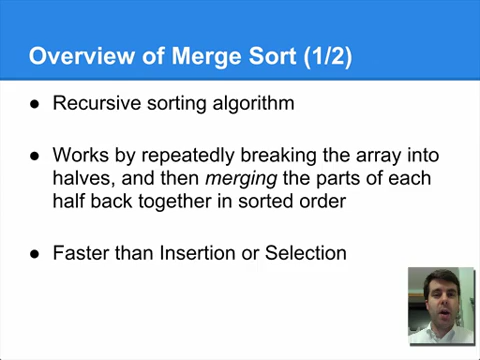 Overview of Merge Sort (1/2)
● Recursive sorting algorithm
● Works by repeatedly breaking the array into
halves, and then merging the parts of each
half back together in sorted order
● Faster than Insertion or Selection